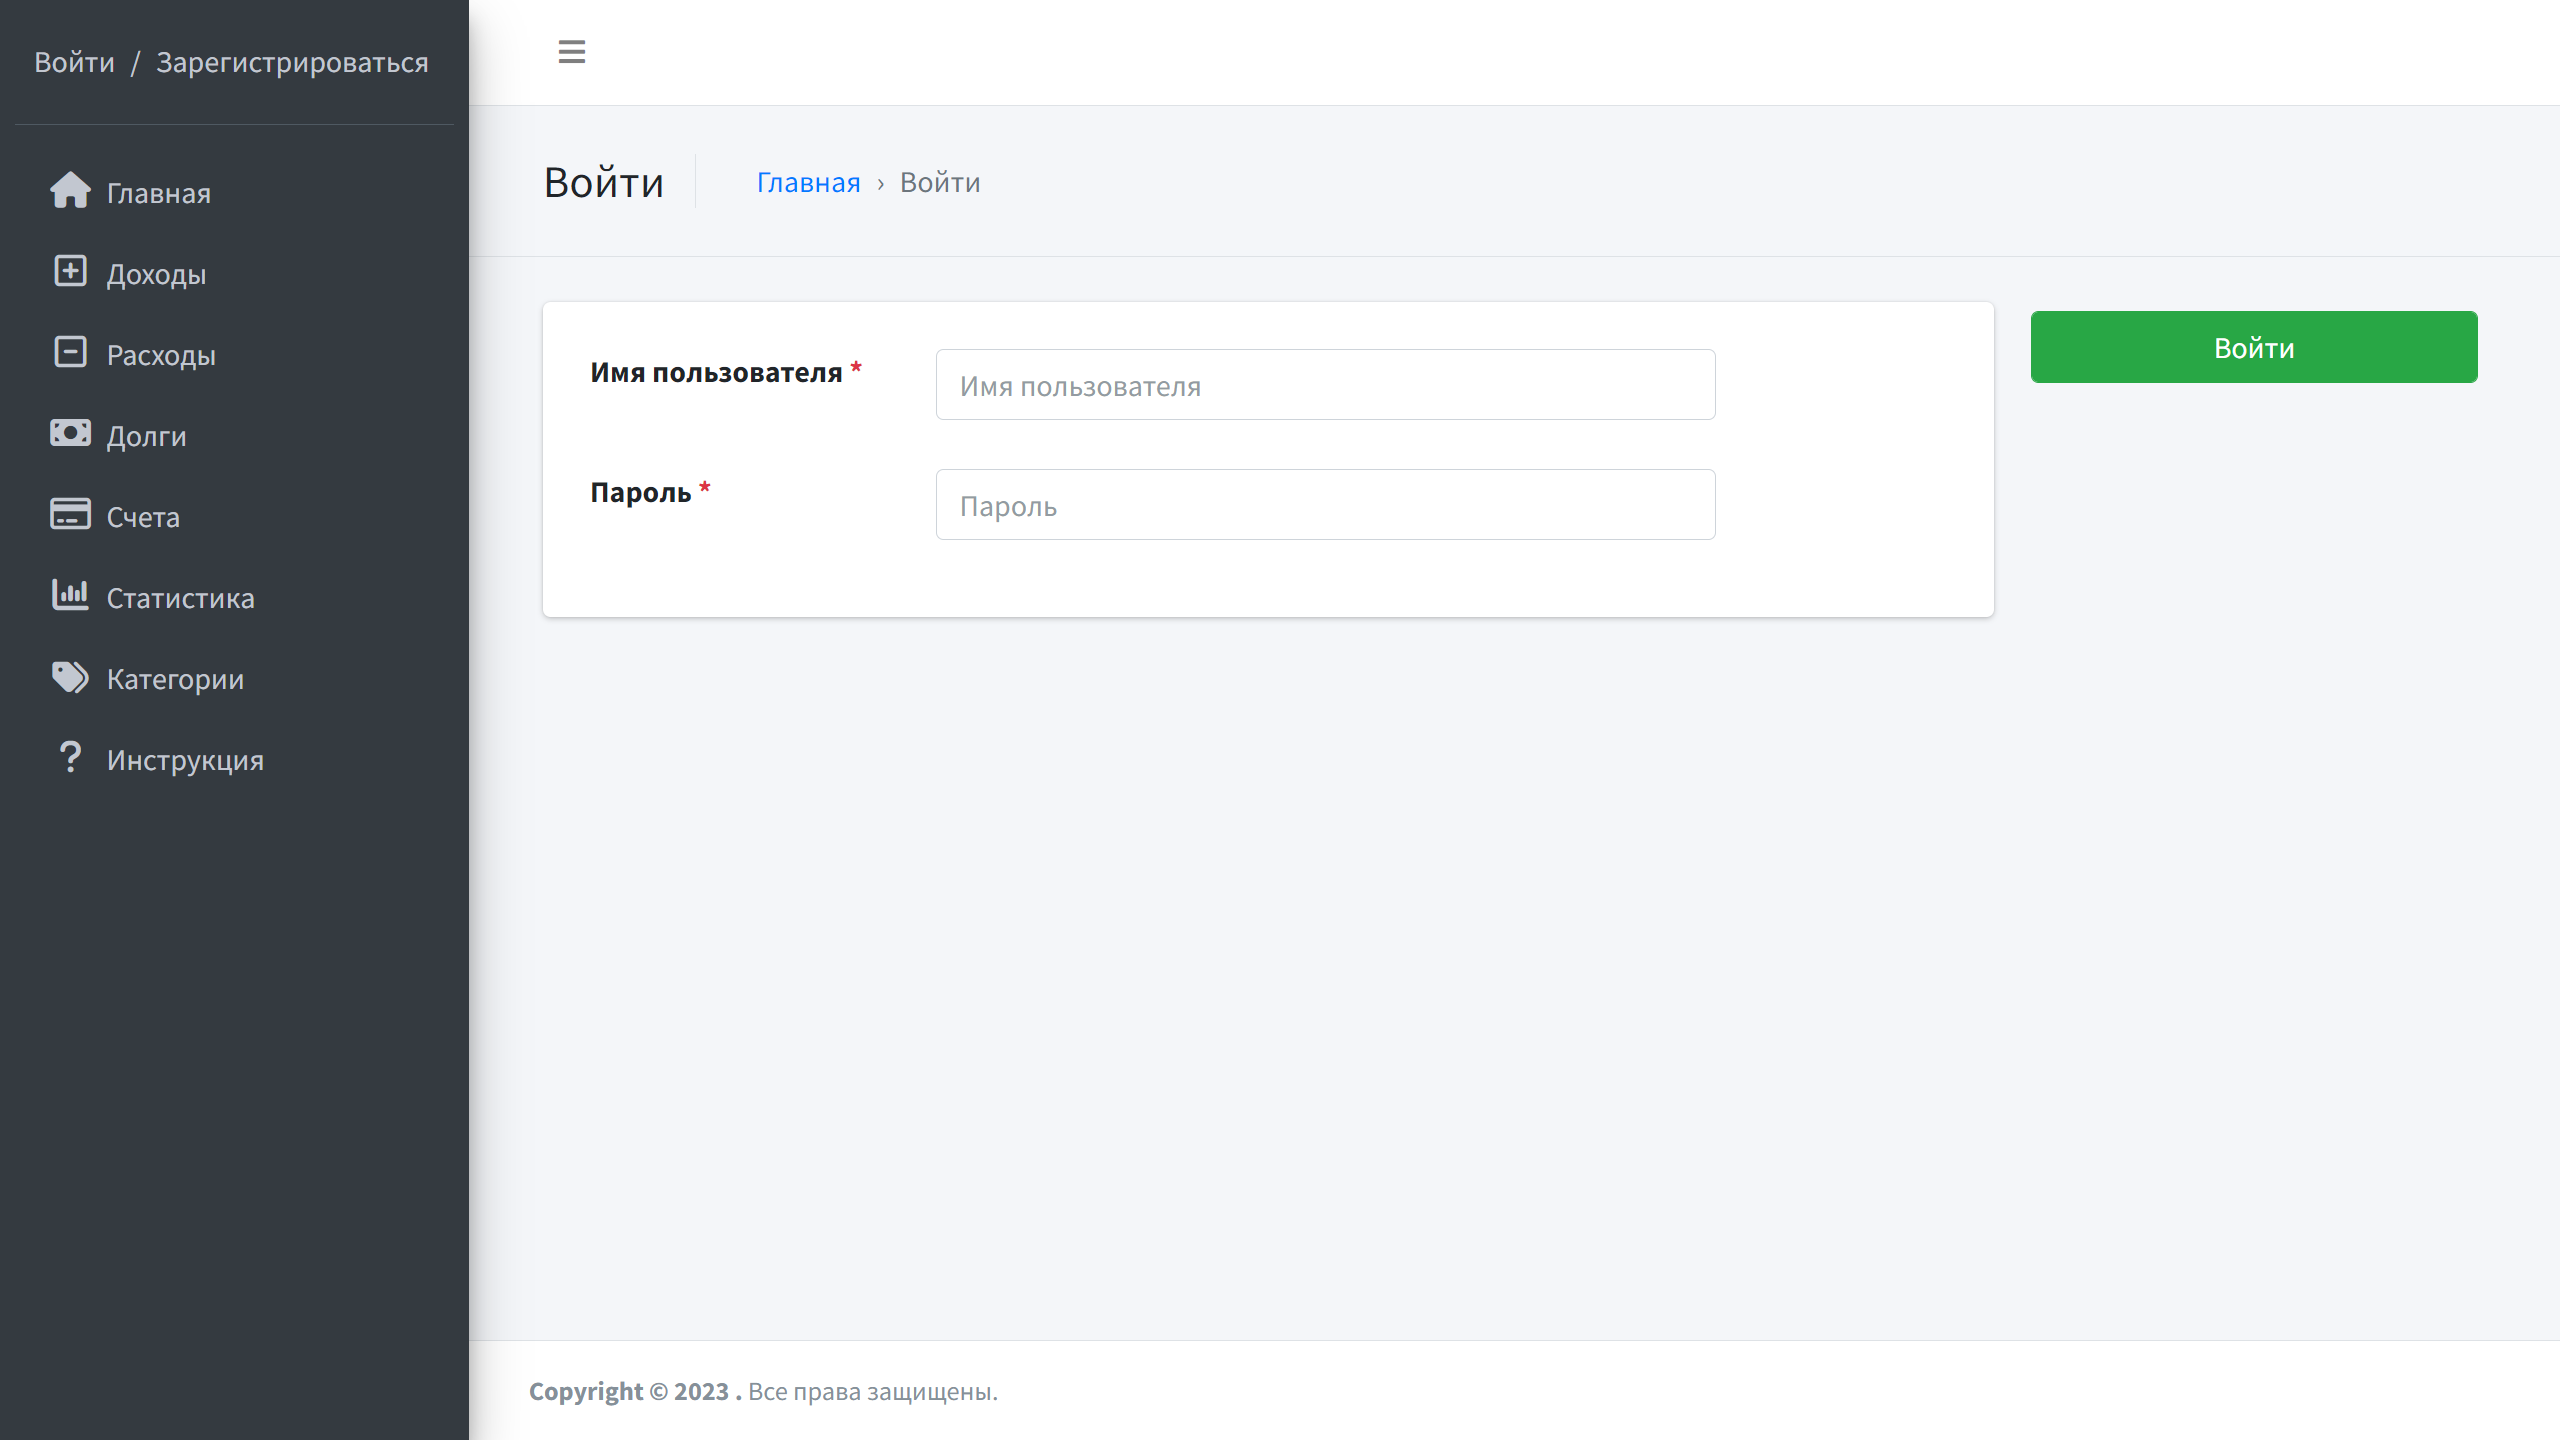 Войти / Зарегистрироваться
Главная
Доходы
Расходы
Долги
Счета
Статистика
Категории
Инструкция
Войти
Главная › Войти
Имя пользователя *
Имя пользователя
Пароль *
Пароль
Войти
Copyright © 2023 . Все права защищены.